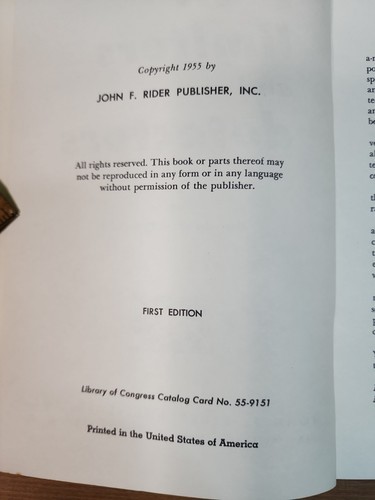 Copyright 1955 by
JOHN F. RIDER PUBLISHER, INC.
All rights reserved. This book or parts thereof may
not be reproduced in any form or in any language
without permission of the publisher.
FIRST EDITION
Library of Congress Catalog Card No. 55-9151
Printed in the United States of America